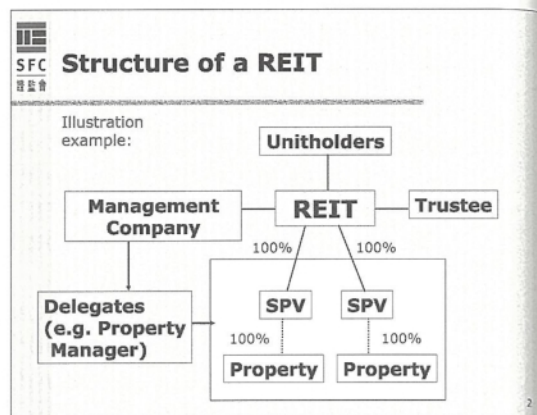 SFC
證監會
Structure of a REIT
Illustration
example:
Unitholders
Management
Company
REIT
Trustee
100%
100%
Delegates
(e.g. Property
Manager)
SPV
SPV
100%
100%
Property
Property
2